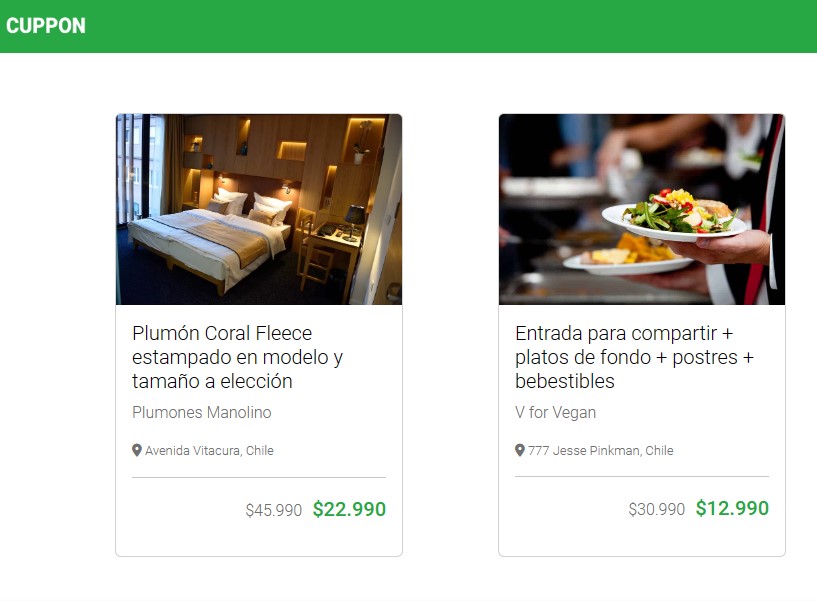 CUPPON
Plumón Coral Fleece
estampado en modelo y
tamaño a elección
Plumones Manolino
Avenida Vitacura, Chile
$45.990 $22.990
Entrada para compartir +
platos de fondo + postres +
bebestibles
V for Vegan
777 Jesse Pinkman, Chile
$30.990 $12.990